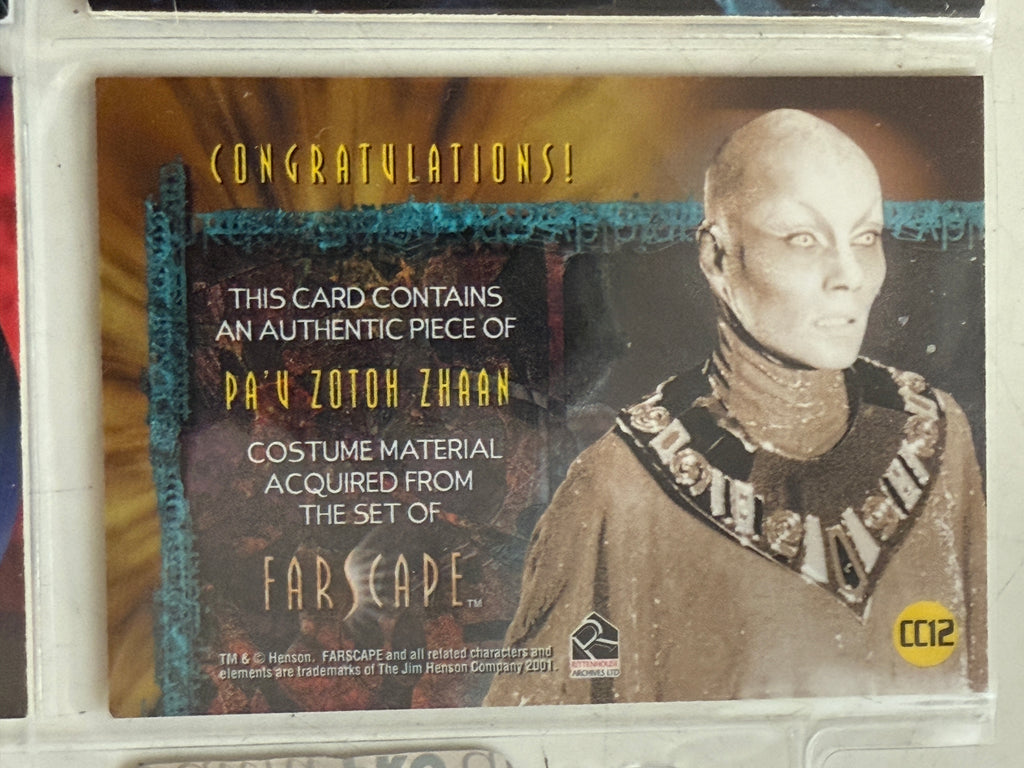 CONGRATULATIONS!
THIS CARD CONTAINS
AN AUTHENTIC PIECE OF
PA'U ZOTOH ZHAAN
COSTUME MATERIAL
ACQUIRED FROM
THE SET OF
FARSCAPE™
TM & © Henson. FARSCAPE and all related characters and
elements are trademarks of The Jim Henson Company 2001.
RITTENHOUSE
ARCHIVES LTD
CC12